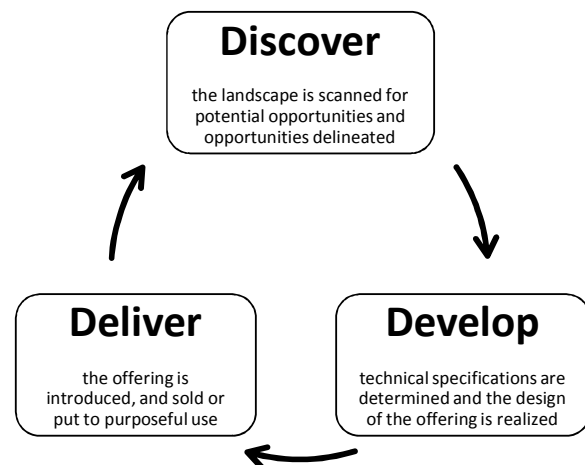 Discover
the landscape is scanned for
potential opportunities and
opportunities delineated
Deliver
the offering is
introduced, and sold or
put to purposeful use
Develop
technical specifications are
determined and the design
of the offering is realized